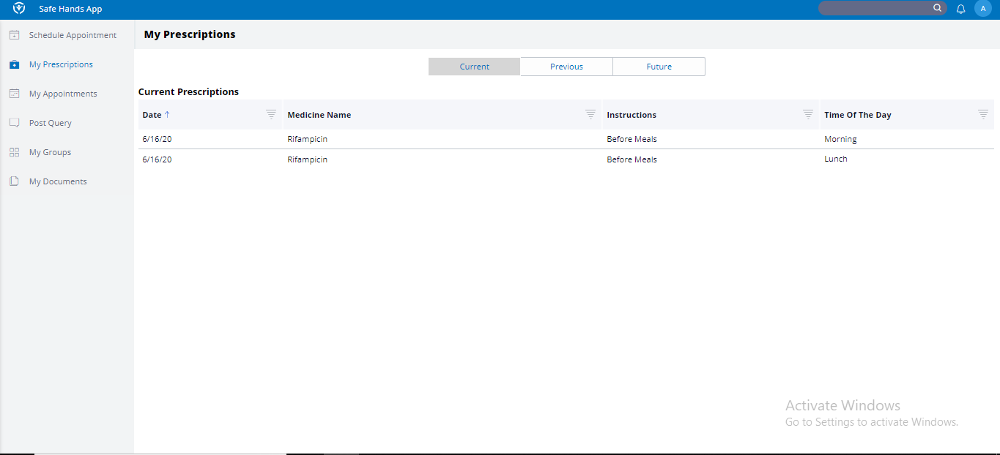 Safe Hands App
A
Schedule Appointment
My Prescriptions
My Appointments
Post Query
My Groups
My Documents
My Prescriptions
Current Previous Future
Current Prescriptions
Date Medicine Name Instructions Time Of The Day
6/16/20 Rifampicin Before Meals Morning
6/16/20 Rifampicin Before Meals Lunch
Activate Windows
Go to Settings to activate Windows.